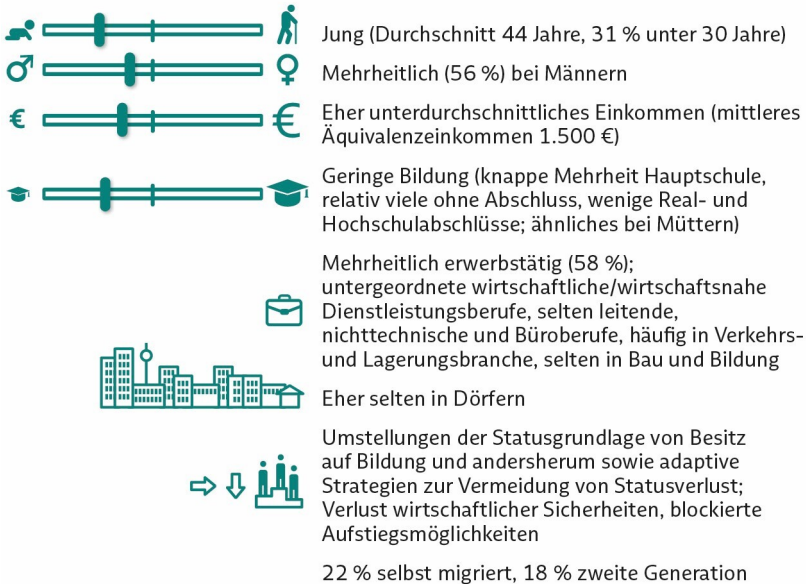 Jung (Durchschnitt 44 Jahre, 31 % unter 30 Jahre)
Mehrheitlich (56 %) bei Männern
€ €
Eher unterdurchschnittliches Einkommen (mittleres
Äquivalenzeinkommen 1.500 €)
Geringe Bildung (knappe Mehrheit Hauptschule,
relativ viele ohne Abschluss, wenige Real- und
Hochschulabschlüsse; ähnliches bei Müttern)
Mehrheitlich erwerbstätig (58 %);
untergeordnete wirtschaftliche/wirtschaftsnahe
Dienstleistungsberufe, selten leitende,
nichttechnische und Büroberufe, häufig in Verkehrs-
und Lagerungsbranche, selten in Bau und Bildung
Eher selten in Dörfern
Umstellungen der Statusgrundlage von Besitz
auf Bildung und andersherum sowie adaptive
Strategien zur Vermeidung von Statusverlust;
Verlust wirtschaftlicher Sicherheiten, blockierte
Aufstiegsmöglichkeiten
22 % selbst migriert, 18 % zweite Generation